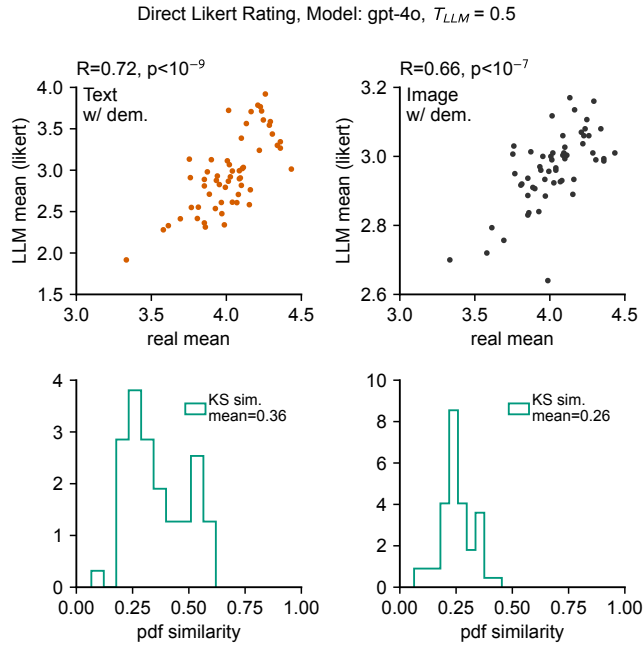 Direct Likert Rating, Model: gpt-4o, T_LLM = 0.5
R=0.72, p<10⁻⁹
Text
w/ dem.
4.0
3.5
3.0
2.5
2.0
1.5
LLM mean (likert)
3.0
3.5
4.0
4.5
real mean
R=0.66, p<10⁻⁷
Image
w/ dem.
3.2
3.0
2.8
2.6
LLM mean (likert)
3.0
3.5
4.0
4.5
real mean
KS sim.
mean=0.36
4
3
2
1
0
0.00
0.25
0.50
0.75
1.00
pdf similarity
KS sim.
mean=0.26
10
8
6
4
2
0
0.00
0.25
0.50
0.75
1.00
pdf similarity